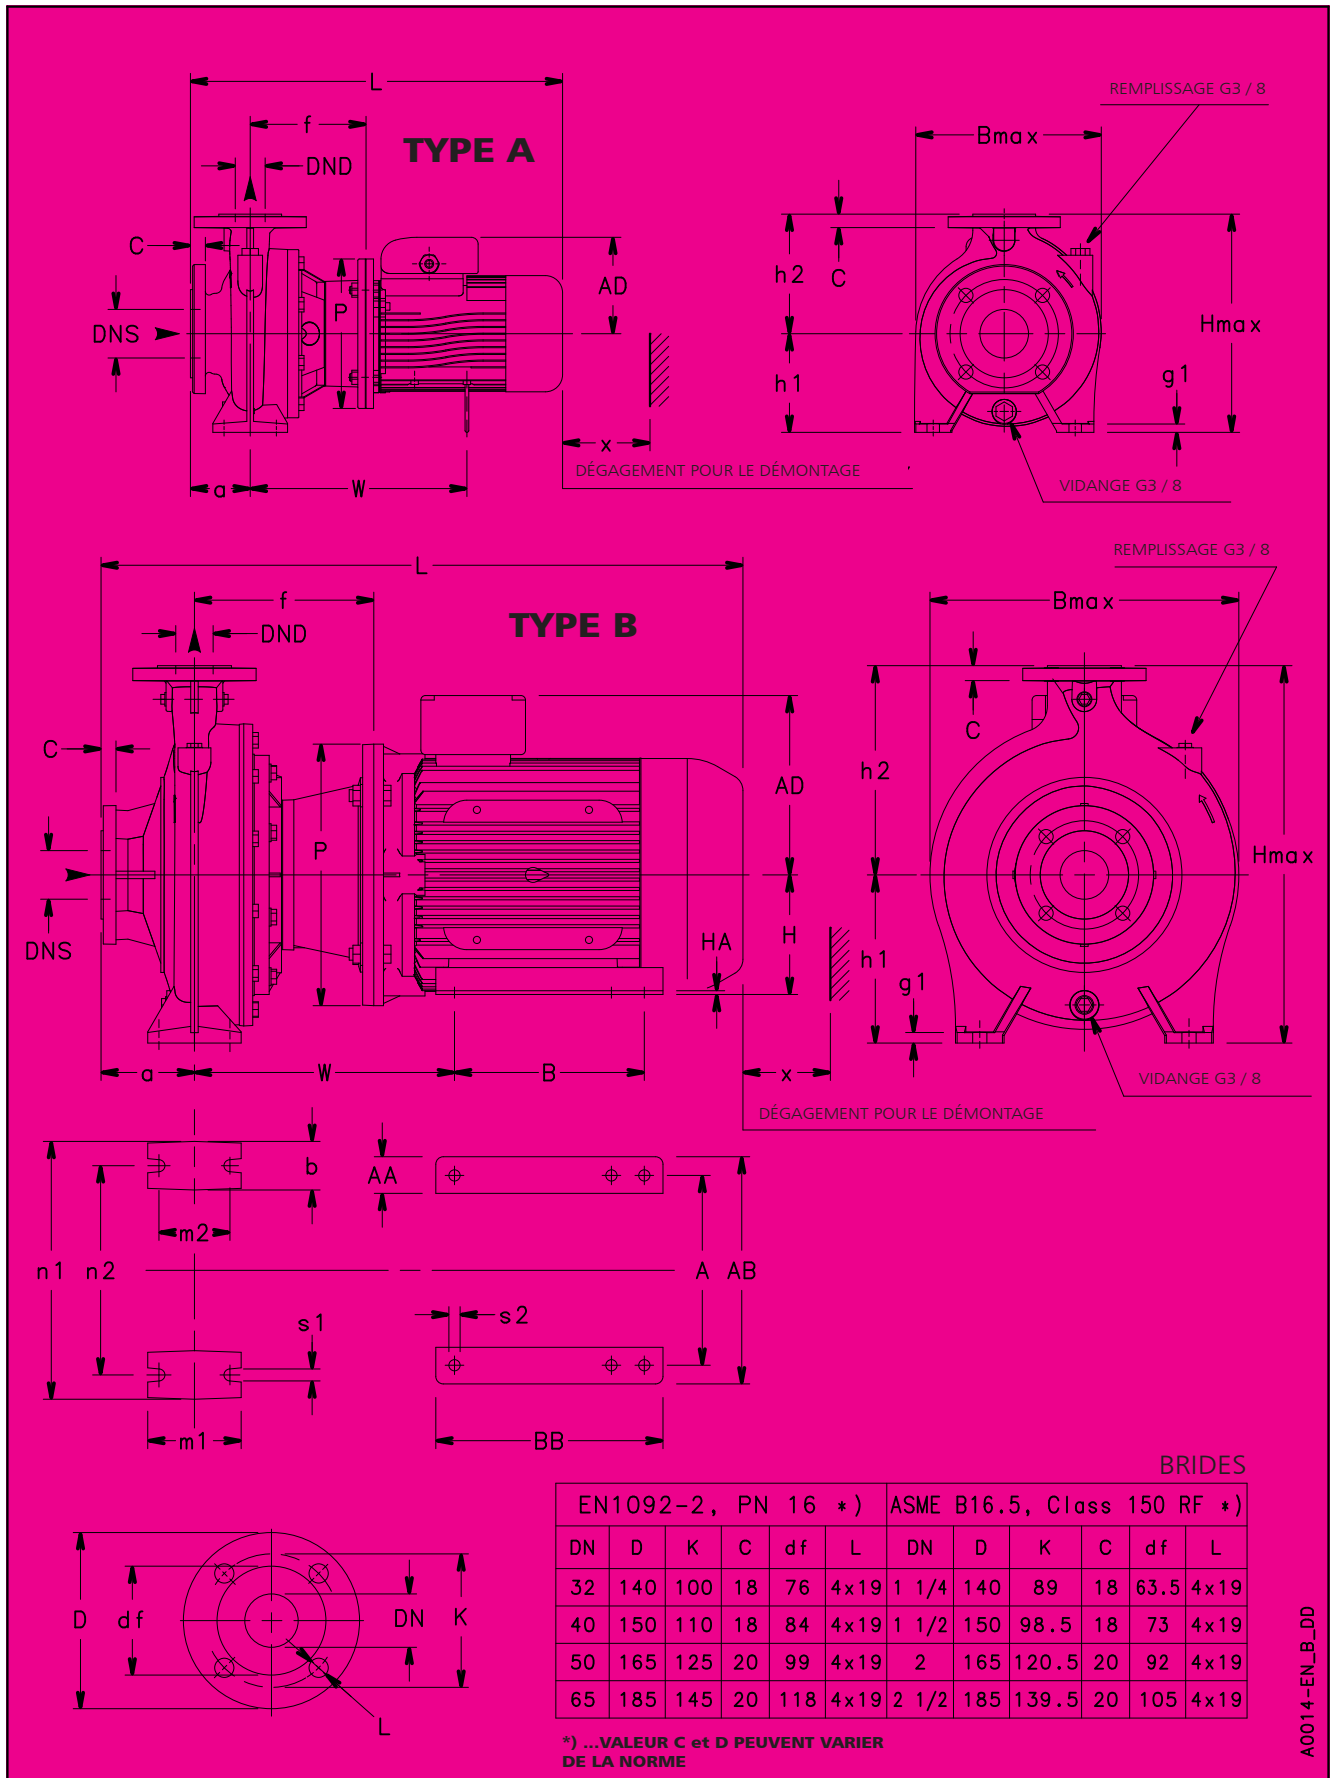 L
f
TYPE A
DND
C
DNS
P
AD
a
W
x
DÉGAGEMENT POUR LE DÉMONTAGE
REMPLISSAGE G3 / 8
Bmax
h2
C
Hmax
h1
g1
VIDANGE G3 / 8
L
f
TYPE B
DND
C
DNS
P
AD
HA
H
a
W
B
x
DÉGAGEMENT POUR LE DÉMONTAGE
REMPLISSAGE G3 / 8
Bmax
C
h2
Hmax
h1
g1
VIDANGE G3 / 8
b
m2
n1
n2
s1
m1
AA
A
AB
s2
BB
BRIDES
EN1092-2, PN 16 *) ASME B16.5, Class 150 RF *)
DN D K C df L DN D K C df L
32 140 100 18 76 4x19 1 1/4 140 89 18 63.5 4x19
40 150 110 18 84 4x19 1 1/2 150 98.5 18 73 4x19
50 165 125 20 99 4x19 2 165 120.5 20 92 4x19
65 185 145 20 118 4x19 2 1/2 185 139.5 20 105 4x19
*) ...VALEUR C et D PEUVENT VARIER
DE LA NORME
D
df
DN
K
L
A0014-EN_B_DD